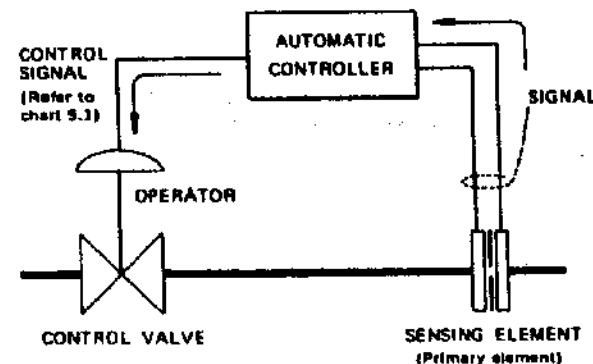 AUTOMATIC
CONTROLLER
CONTROL
SIGNAL
(Refer to
chart 5.1)
SIGNAL
OPERATOR
CONTROL VALVE
SENSING ELEMENT
(Primary element)